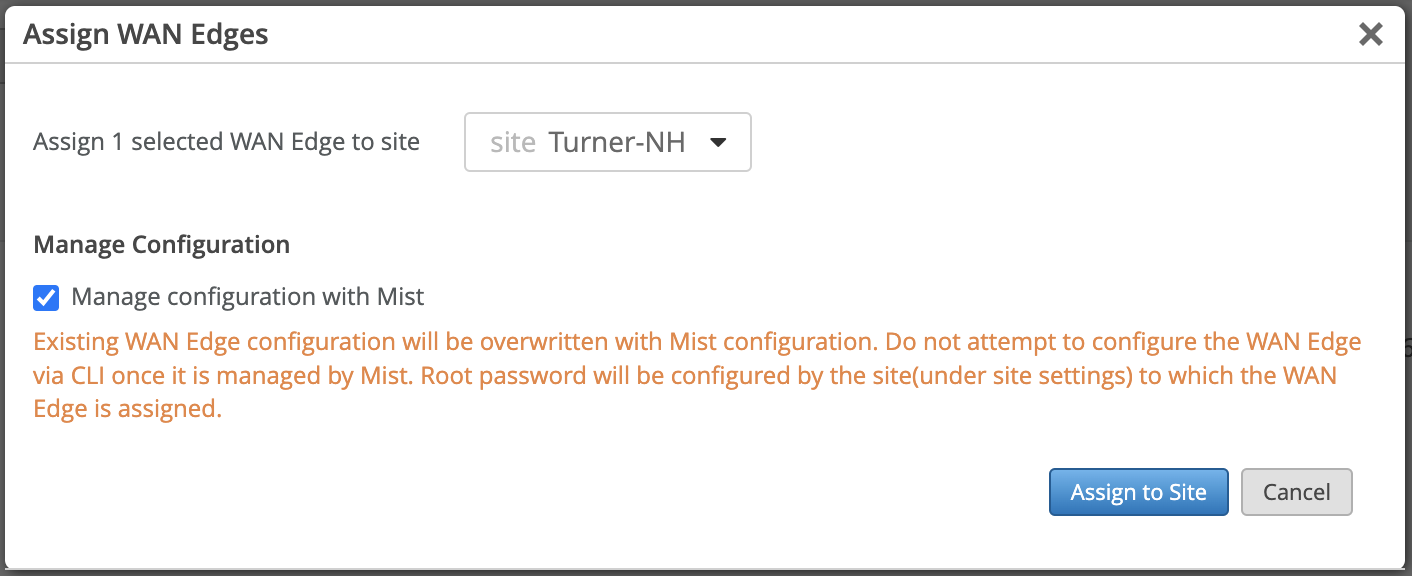 Assign WAN Edges
Assign 1 selected WAN Edge to site
site Turner-NH
Manage Configuration
Manage configuration with Mist
Existing WAN Edge configuration will be overwritten with Mist configuration. Do not attempt to configure the WAN Edge
via CLI once it is managed by Mist. Root password will be configured by the site(under site settings) to which the WAN
Edge is assigned.
Assign to Site
Cancel